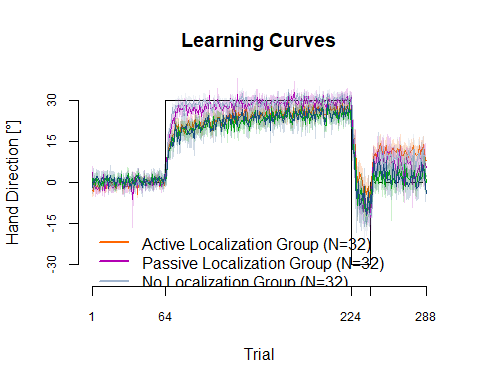 Learning Curves
Hand Direction [°]
30
15
0
-15
-30
Active Localization Group (N=32)
Passive Localization Group (N=32)
No Localization Group (N=32)
1
64
224
288
Trial